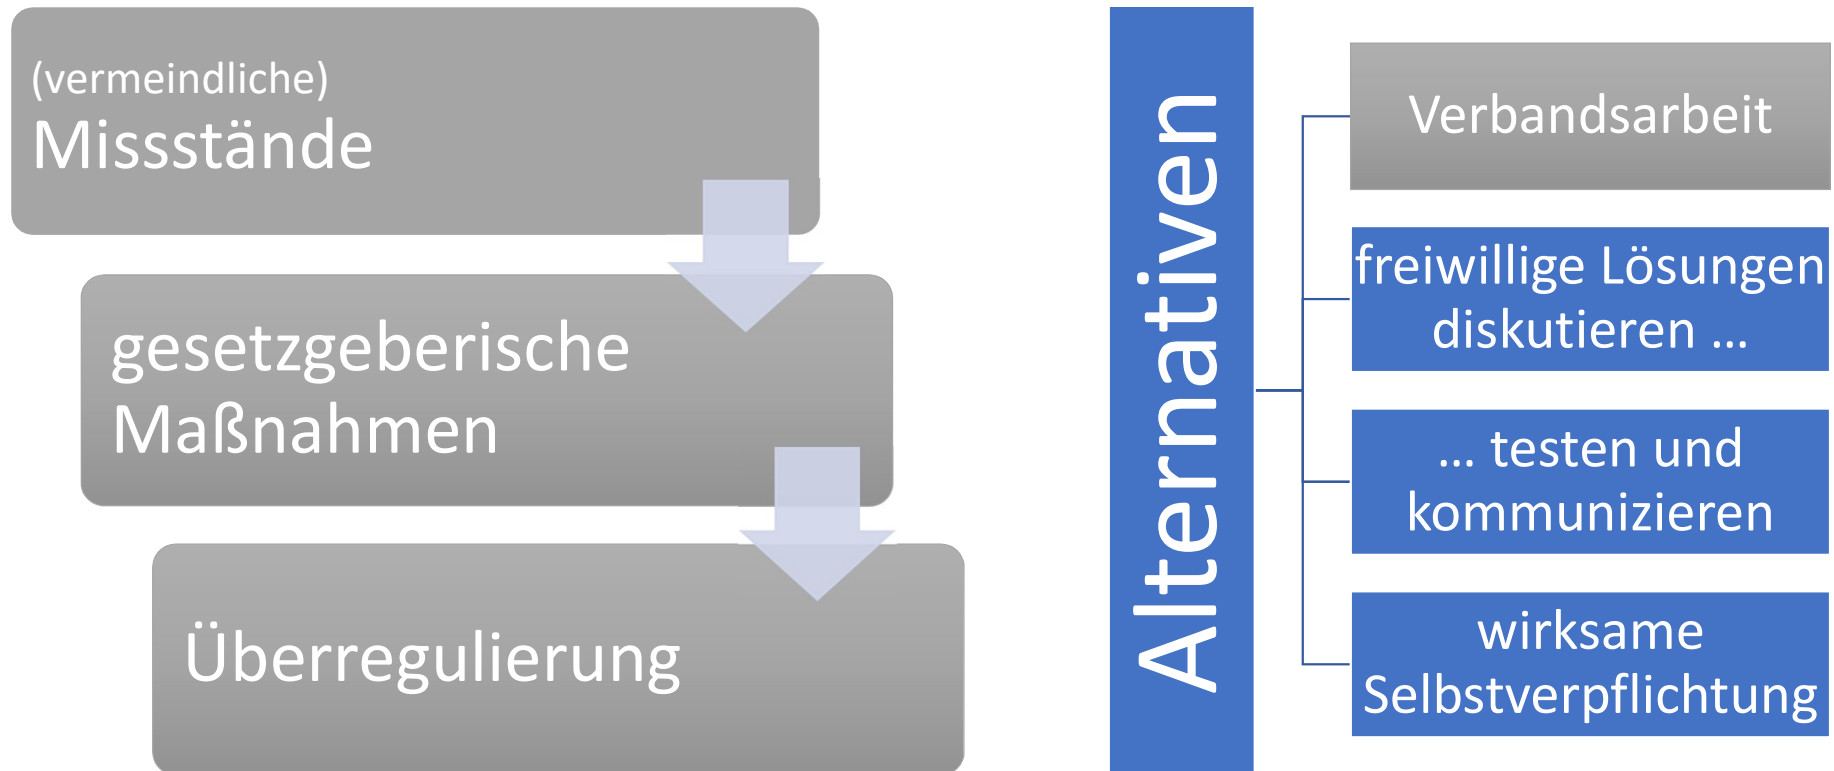 (vermeindliche)
Missstände
gesetzgeberische
Maßnahmen
Überregulierung
Alternativen
Verbandsarbeit
freiwillige Lösungen
diskutieren ...
... testen und
kommunizieren
wirksame
Selbstverpflichtung